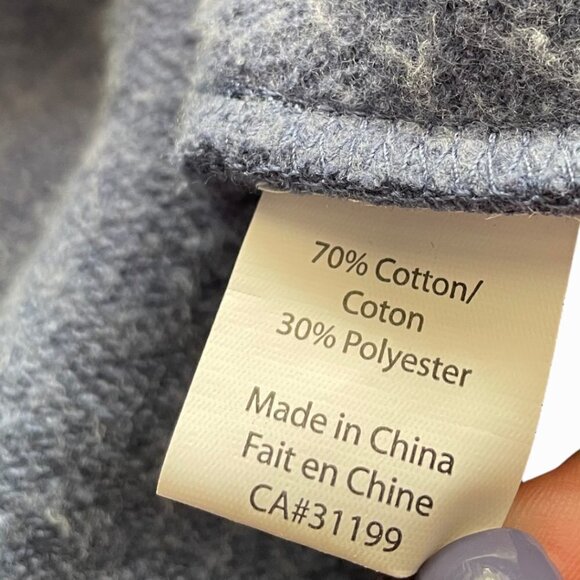 70% Cotton/
Coton
30% Polyester
Made in China
Fait en Chine
CA#31199